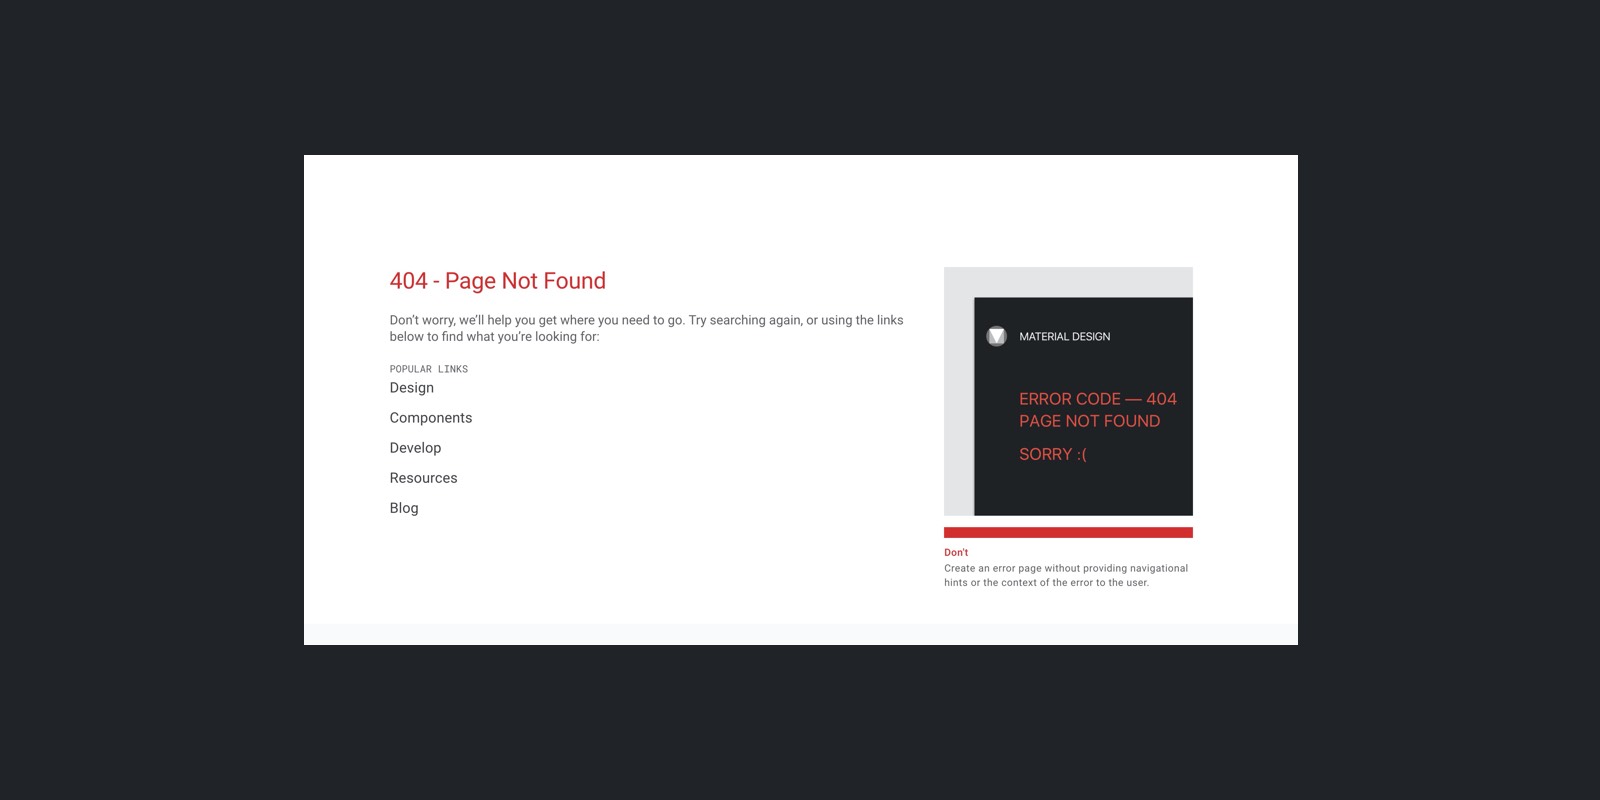 404 - Page Not Found
Don’t worry, we’ll help you get where you need to go. Try searching again, or using the links
below to find what you’re looking for:
POPULAR LINKS
Design
Components
Develop
Resources
Blog
MATERIAL DESIGN
ERROR CODE — 404
PAGE NOT FOUND
SORRY :(
Don't
Create an error page without providing navigational
hints or the context of the error to the user.